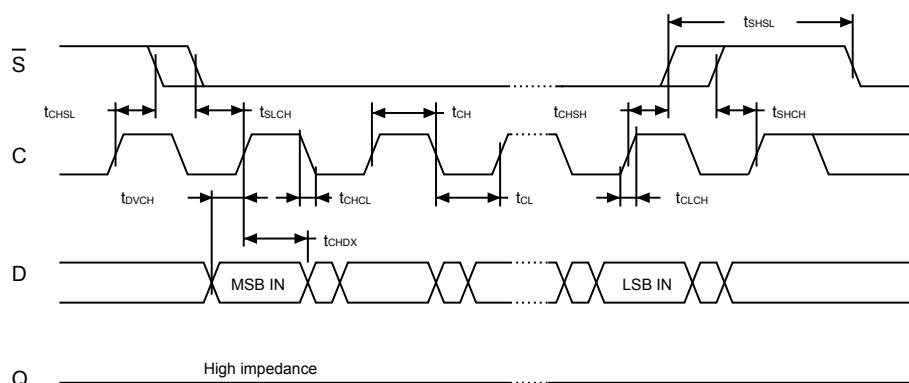 tSHSL
S
tCHSL
tSLCH
tCH
tCHSH
tSHCH
C
tDVCH
tCHCL
tCL
tCLCH
tCHDX
D
MSB IN
LSB IN
High impedance
Q